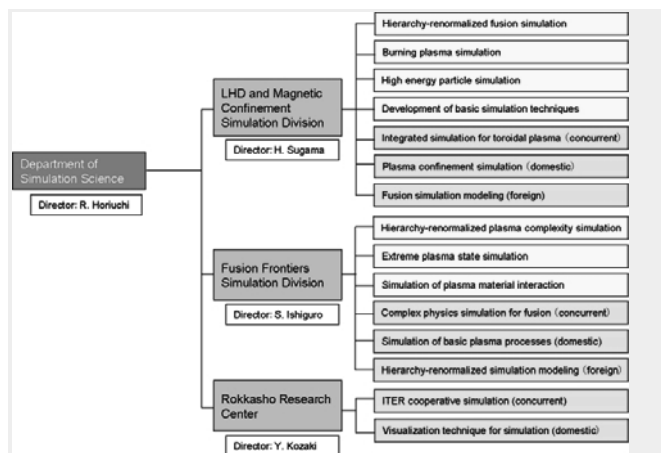 Department of
Simulation Science
Director: R. Horiuchi
LHD and Magnetic
Confinement
Simulation Division
Director: H. Sugama
Hierarchy-renormalized fusion simulation
Burning plasma simulation
High energy particle simulation
Development of basic simulation techniques
Integrated simulation for toroidal plasma (concurrent)
Plasma confinement simulation (domestic)
Fusion simulation modeling (foreign)
Fusion Frontiers
Simulation Division
Director: S. Ishiguro
Hierarchy-renormalized plasma complexity simulation
Extreme plasma state simulation
Simulation of plasma material interaction
Complex physics simulation for fusion (concurrent)
Simulation of basic plasma processes (domestic)
Hierarchy-renormalized simulation modeling (foreign)
Rokkasho Research
Center
Director: Y. Kozaki
ITER cooperative simulation (concurrent)
Visualization technique for simulation (domestic)